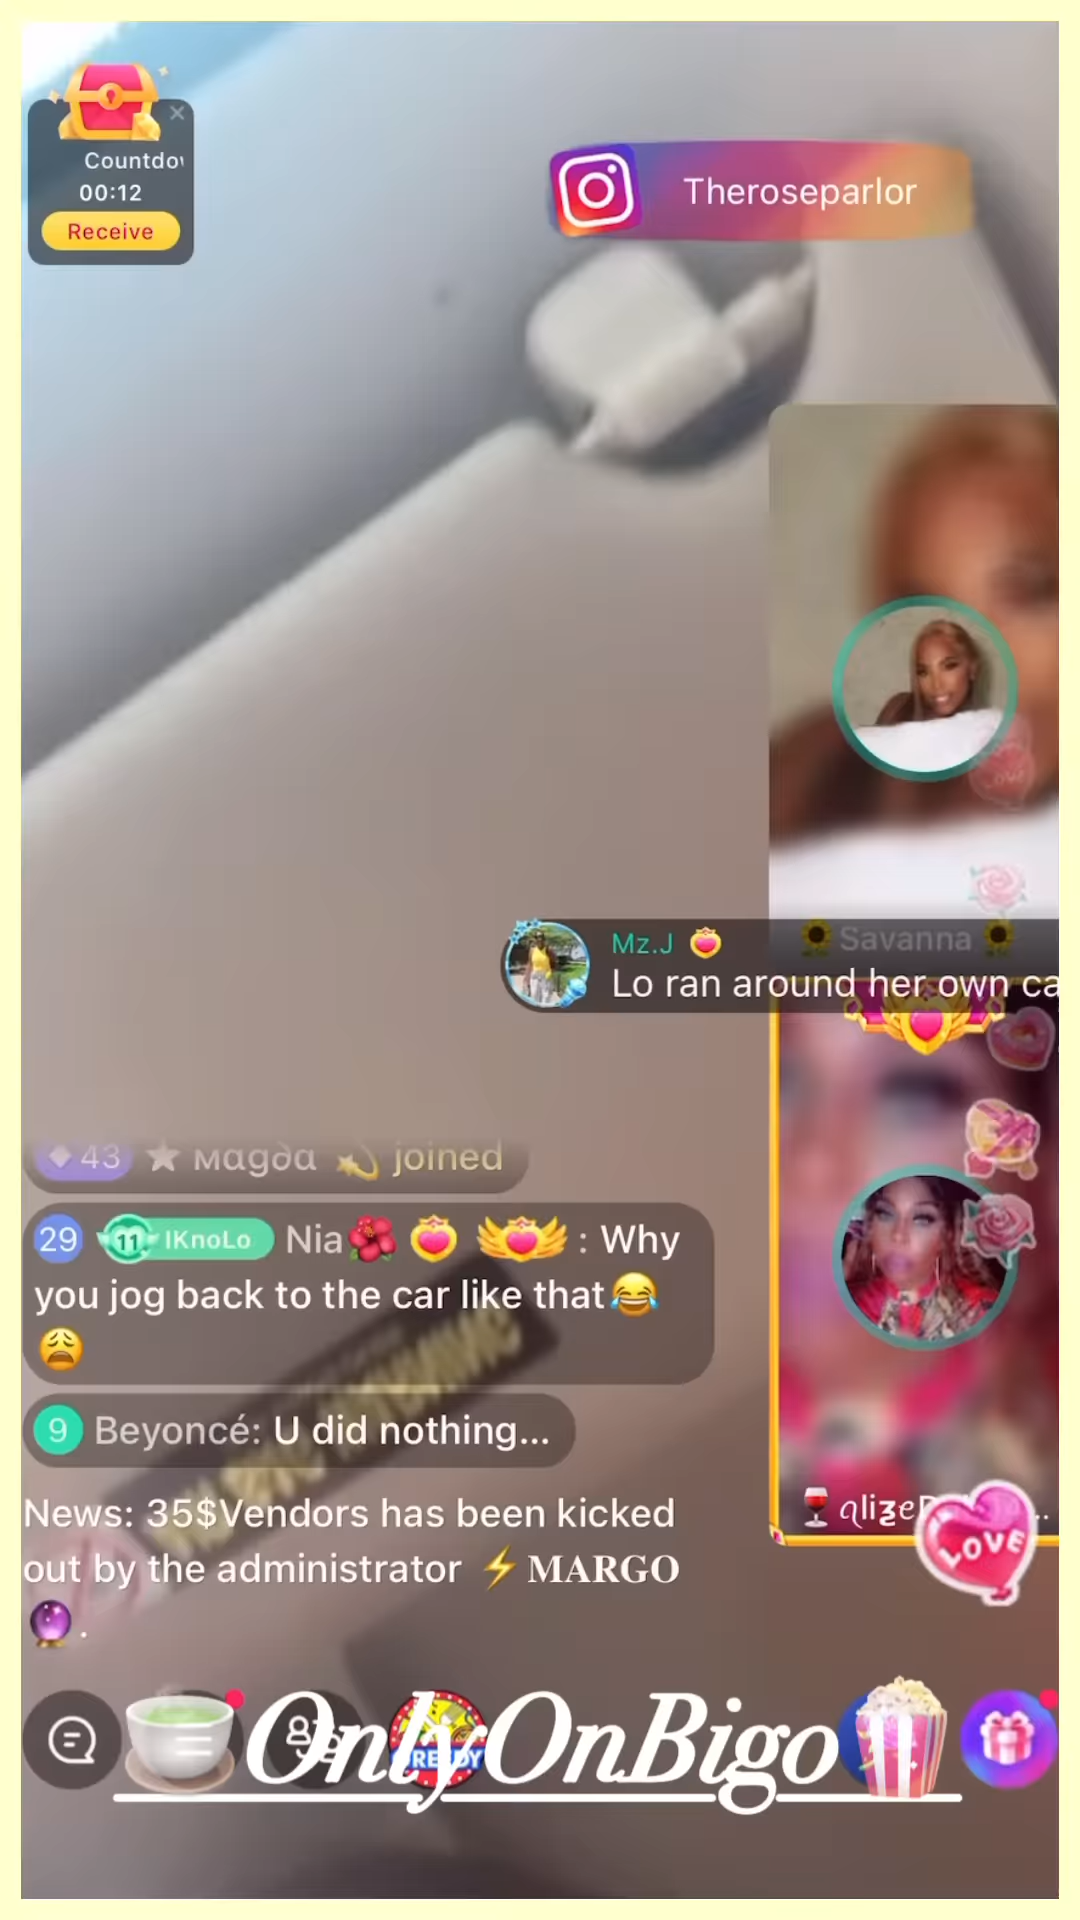 Countdo
00:12
Receive
Theroseparlor
Mz.J
🌻 Savanna 🌻
Lo ran around her own ca
43 ★ мαg∂α 💫 joined
29 11 IKnoLo Nia🌺 : Why
you jog back to the car like that😂
😩
9 Beyoncé: U did nothing...
News: 35$Vendors has been kicked
out by the administrator ⚡ 𝐌𝐀𝐑𝐆𝐎
🔮 .
LOVE
GREEDY
OnlyOnBigo